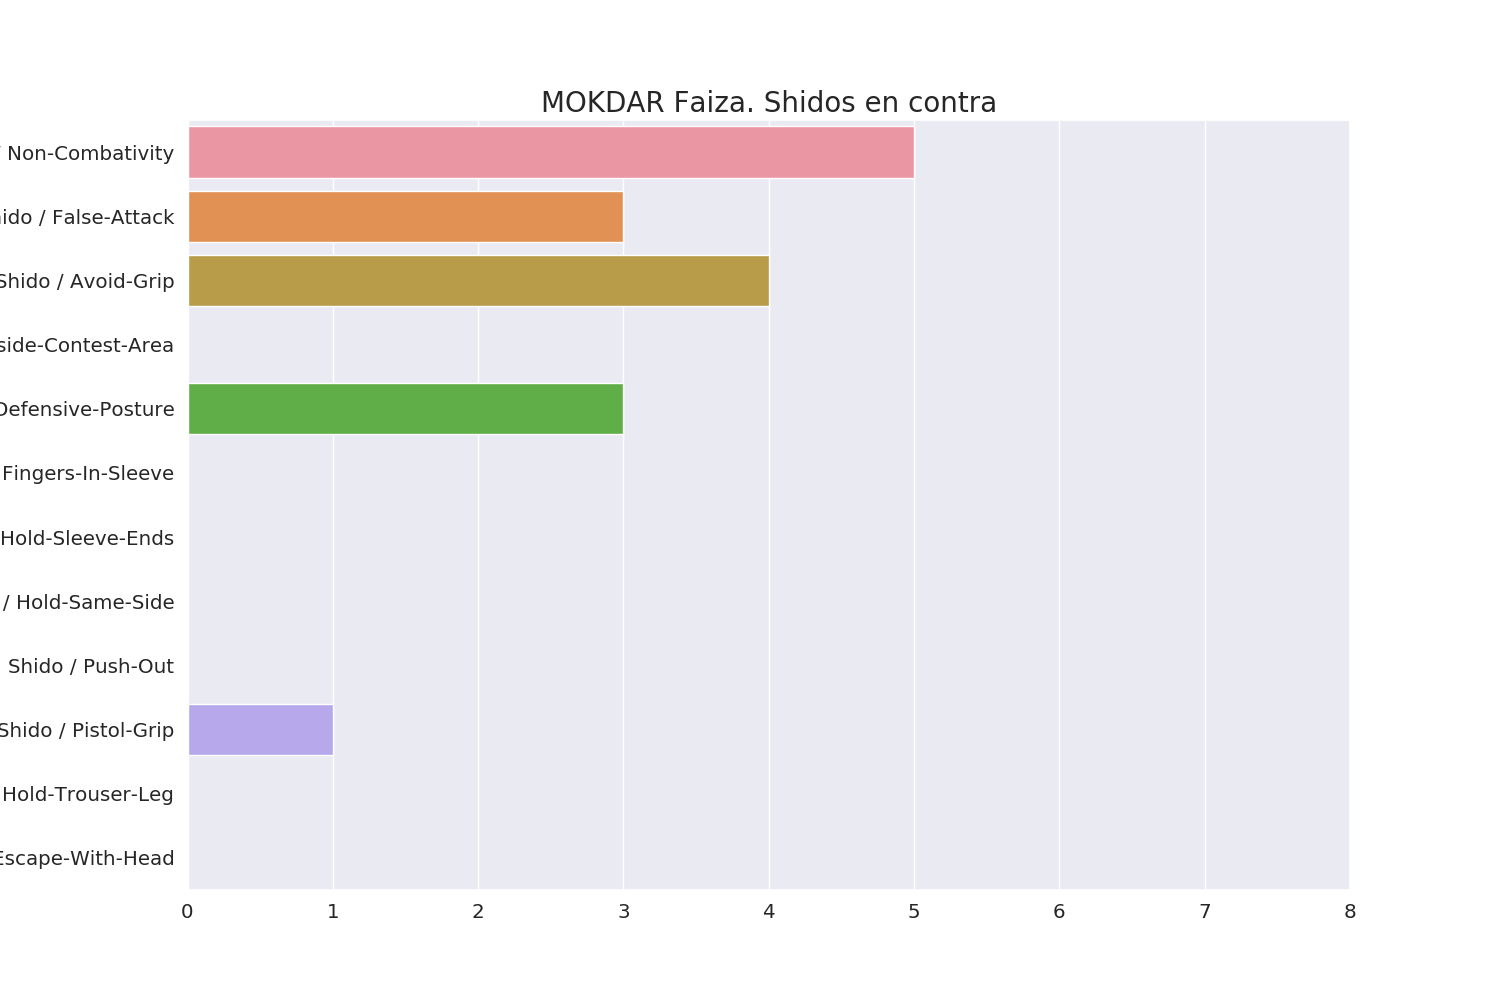 MOKDAR Faiza. Shidos en contra
/ Non-Combativity
/ False-Attack
Shido / Avoid-Grip
-Contest-Area
Defensive-Posture
Fingers-In-Sleeve
Hold-Sleeve-Ends
/ Hold-Same-Side
Shido / Push-Out
Shido / Pistol-Grip
Hold-Trouser-Leg
Escape-With-Head
0 1 2 3 4 5 6 7 8